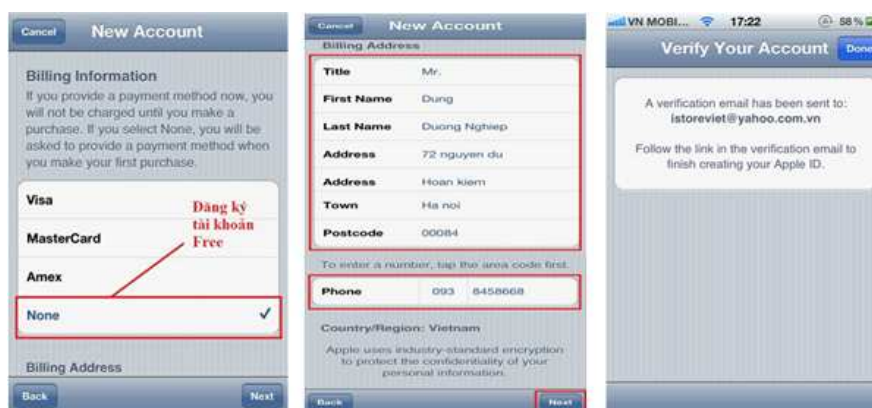 Cancel New Account
Billing Information
If you provide a payment method now, you
will not be charged until you make a
purchase. If you select None, you will be
asked to provide a payment method when
you make your first purchase.
Visa
MasterCard
Amex
None ✓
Đăng ký
tài khoản
Free
Billing Address
Back Next
Cancel New Account
Billing Address
Title Mr.
First Name Dung
Last Name Duong Nghiep
Address 72 nguyen du
Address Hoan kiem
Town Ha noi
Postcode 00084
To enter a number, tap the area code first.
Phone 093 8458668
Country/Region: Vietnam
Apple uses industry-standard encryption
to protect the confidentiality of your
personal information.
Back Next
VN MOBI... 17:22 58 %
Verify Your Account Done
A verification email has been sent to:
istoreviet@yahoo.com.vn
Follow the link in the verification email to
finish creating your Apple ID.